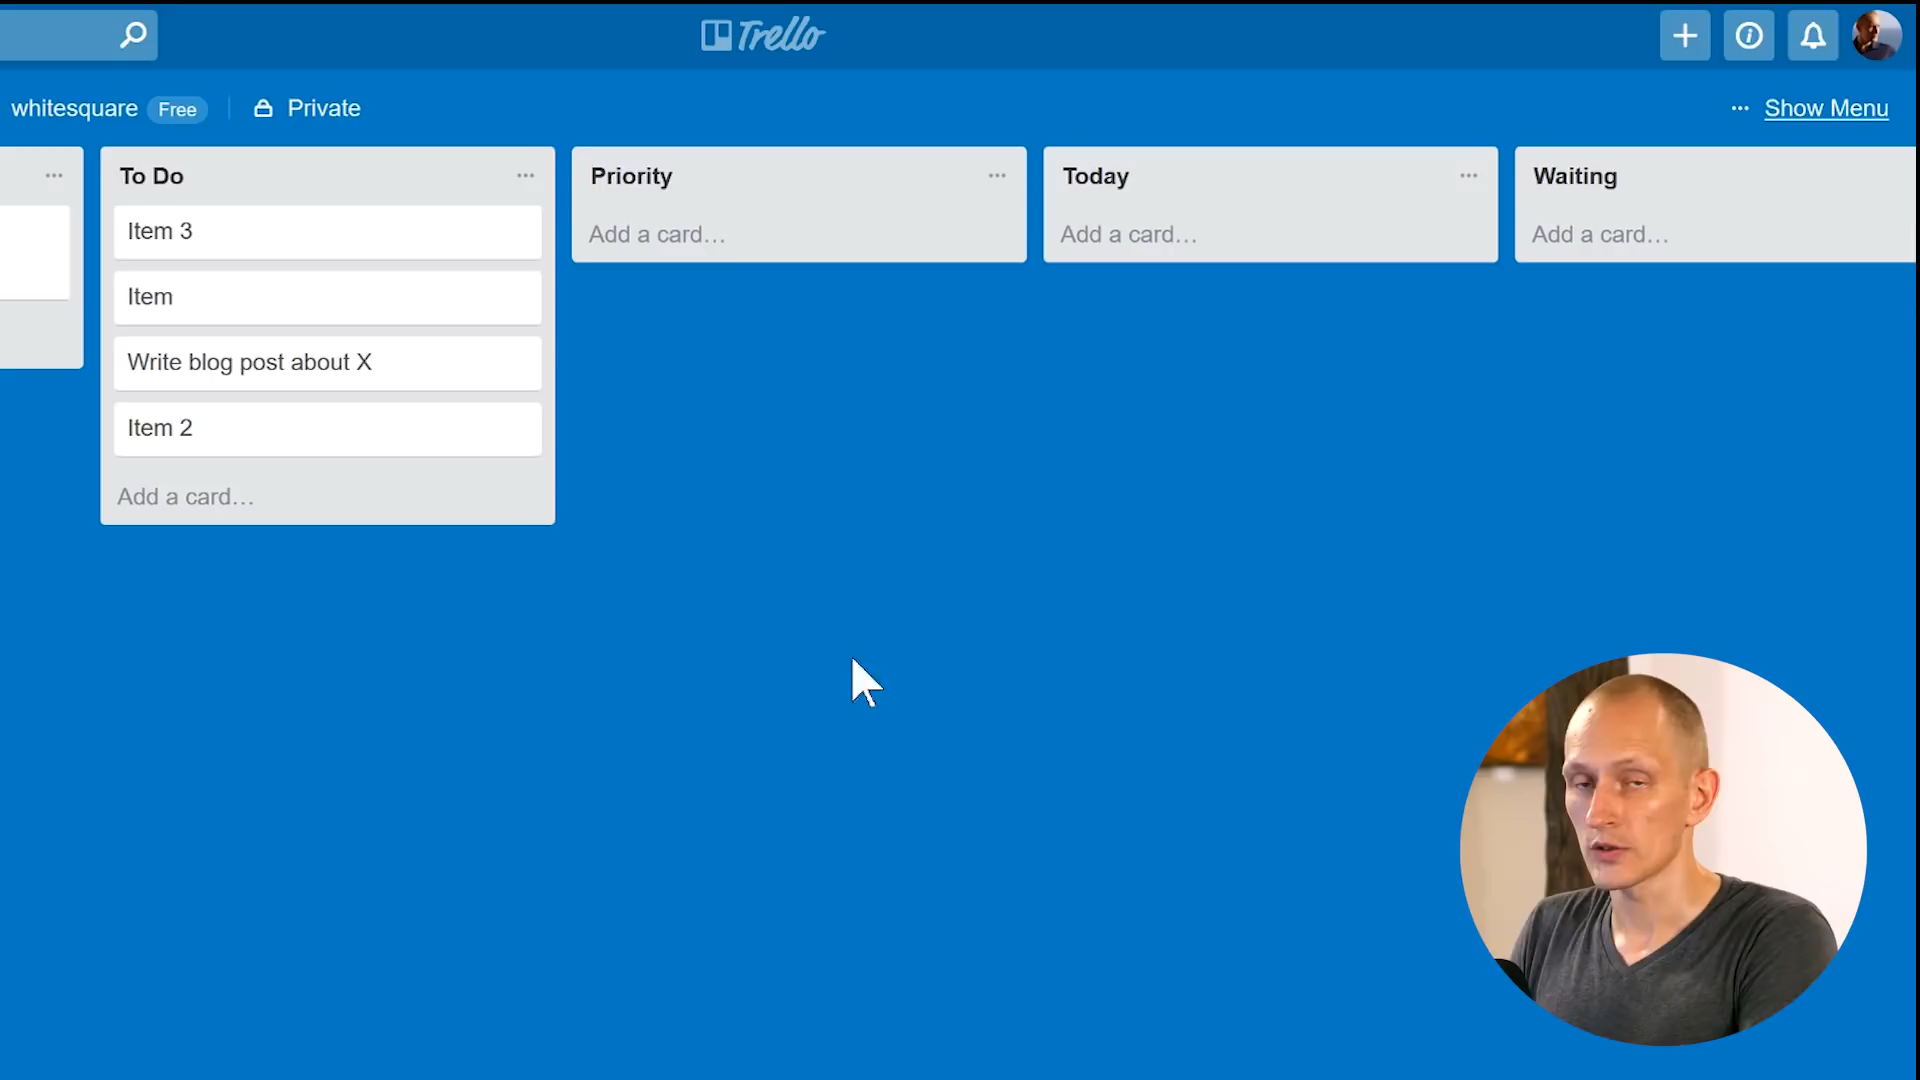 Trello
whitesquare Free Private
... Show Menu
To Do
Item 3
Item
Write blog post about X
Item 2
Add a card…
Priority
Add a card…
Today
Add a card…
Waiting
Add a card…